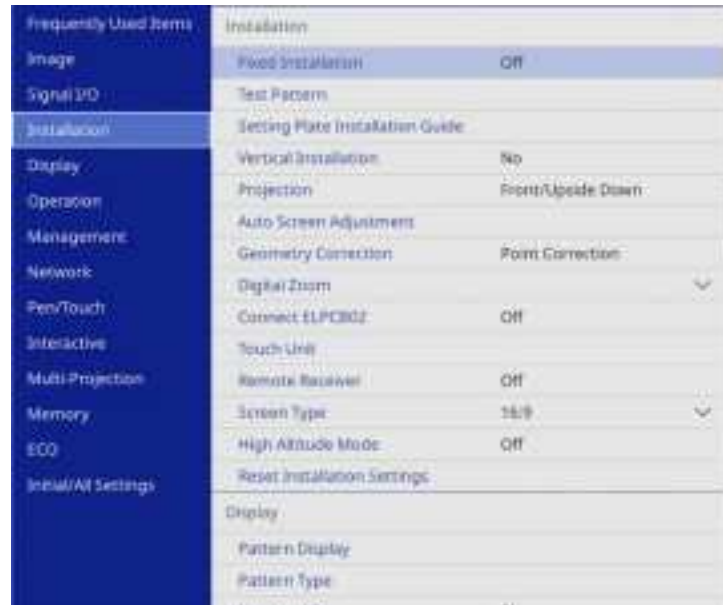 Frequently Used Items
Image
Signal I/O
Installation
Display
Operation
Management
Network
Pen/Touch
Interactive
Multi-Projection
Memory
ECO
Initial/All Settings
Installation
Fixed Installation Off
Test Pattern
Setting Plate Installation Guide
Vertical Installation No
Projection Front/Upside Down
Auto Screen Adjustment
Geometry Correction Point Correction
Digital Zoom
Connect ELPCB02 Off
Touch Unit
Remote Receiver Off
Screen Type 16:9
High Altitude Mode Off
Reset Installation Settings
Display
Pattern Display
Pattern Type